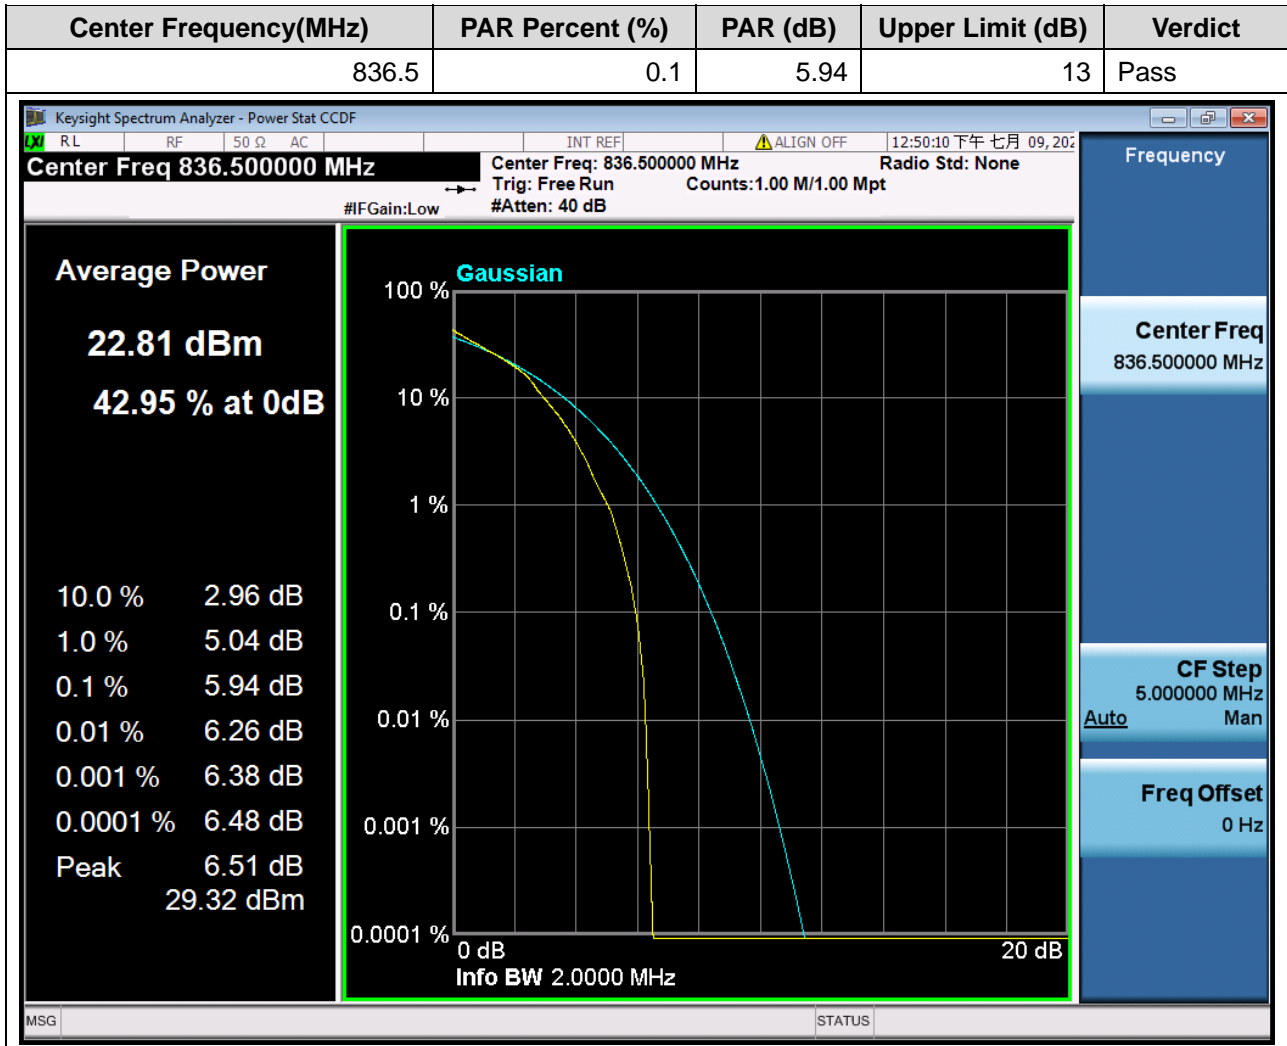 Center Frequency(MHz) PAR Percent (%) PAR (dB) Upper Limit (dB) Verdict
836.5 0.1 5.94 13 Pass
Keysight Spectrum Analyzer - Power Stat CCDF
LXI RL RF 50 Ω AC INT REF ALIGN OFF 12:50:10 下午 七月 09, 202
Center Freq 836.500000 MHz
Center Freq: 836.500000 MHz Radio Std: None
Trig: Free Run Counts:1.00 M/1.00 Mpt
#IFGain:Low #Atten: 40 dB
Frequency
Average Power
22.81 dBm
42.95 % at 0dB
10.0 % 2.96 dB
1.0 % 5.04 dB
0.1 % 5.94 dB
0.01 % 6.26 dB
0.001 % 6.38 dB
0.0001 % 6.48 dB
Peak 6.51 dB
29.32 dBm
Gaussian
100 %
10 %
1 %
0.1 %
0.01 %
0.001 %
0.0001 %
0 dB 20 dB
Info BW 2.0000 MHz
Center Freq
836.500000 MHz
CF Step
5.000000 MHz
Auto Man
Freq Offset
0 Hz
MSG STATUS